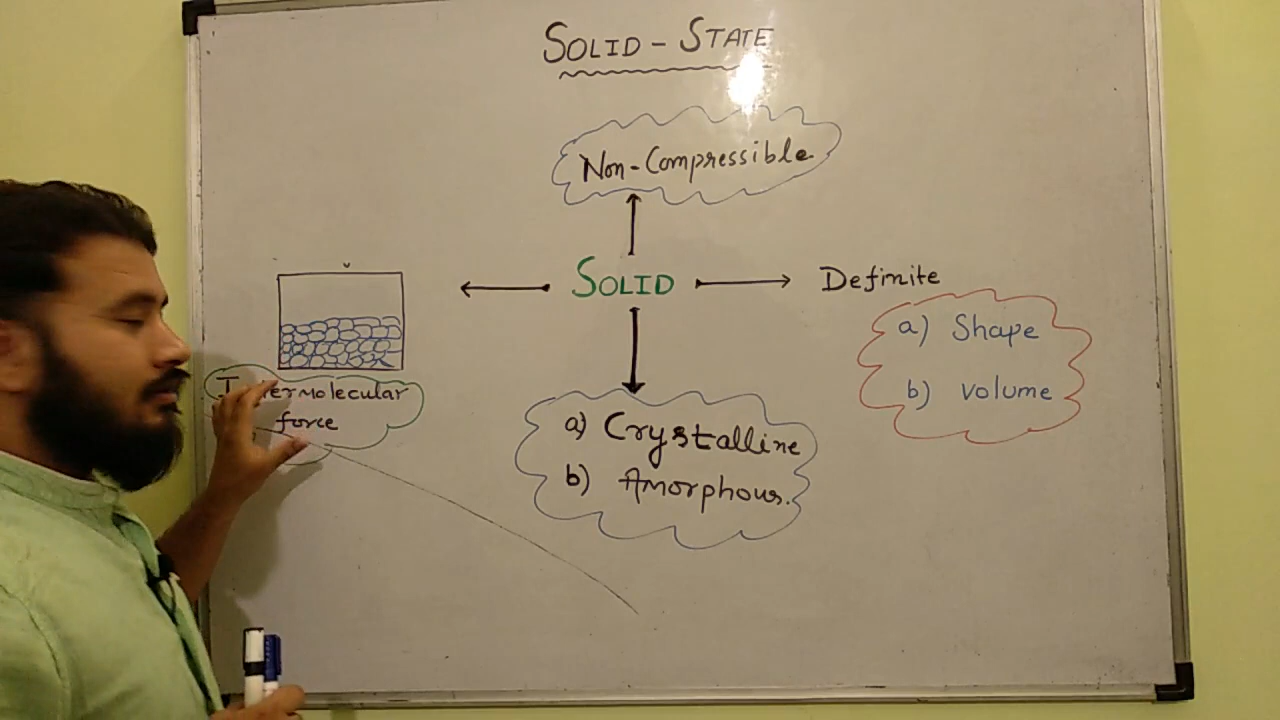 SOLID - STATE
Non-Compressible
SOLID
Definite
a) Shape
b) volume
force
a) Crystalline
b) Amorphous.